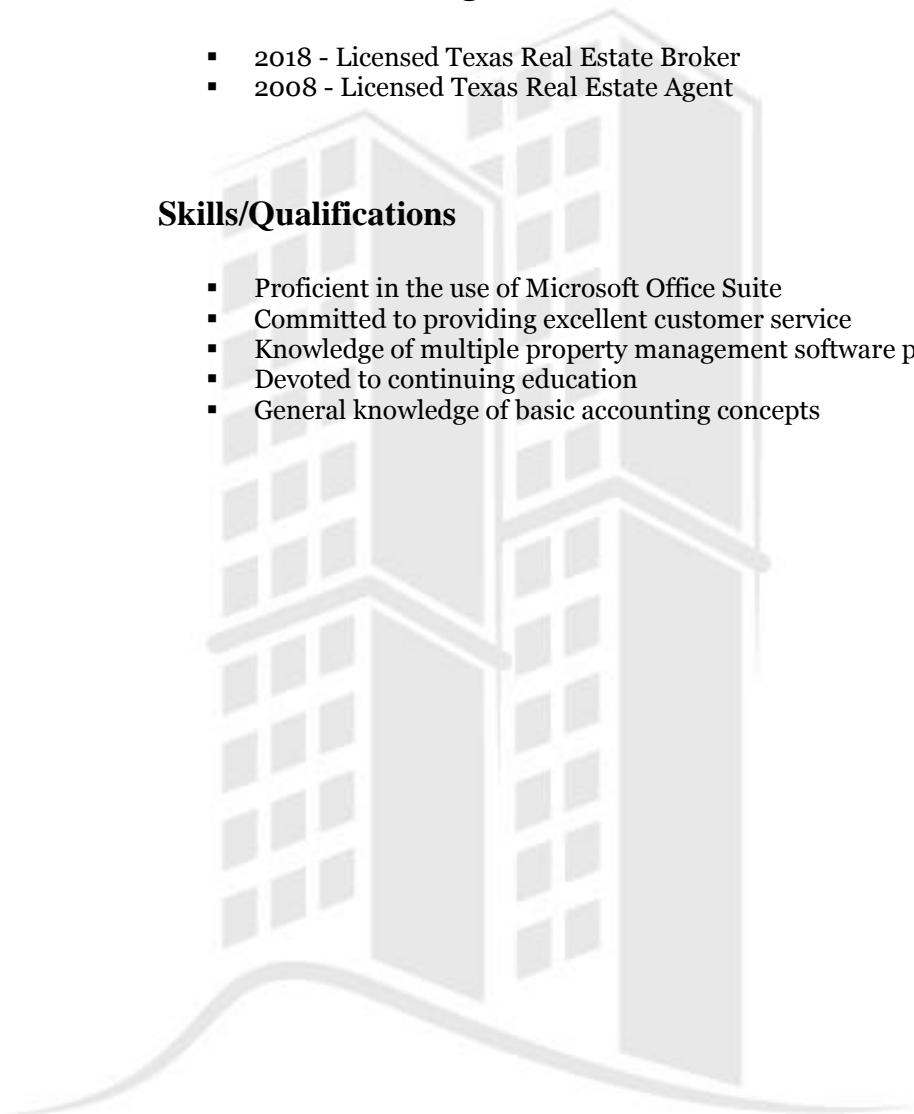 ▪ 2018 - Licensed Texas Real Estate Broker
▪ 2008 - Licensed Texas Real Estate Agent
Skills/Qualifications
▪ Proficient in the use of Microsoft Office Suite
▪ Committed to providing excellent customer service
▪ Knowledge of multiple property management software
▪ Devoted to continuing education
▪ General knowledge of basic accounting concepts